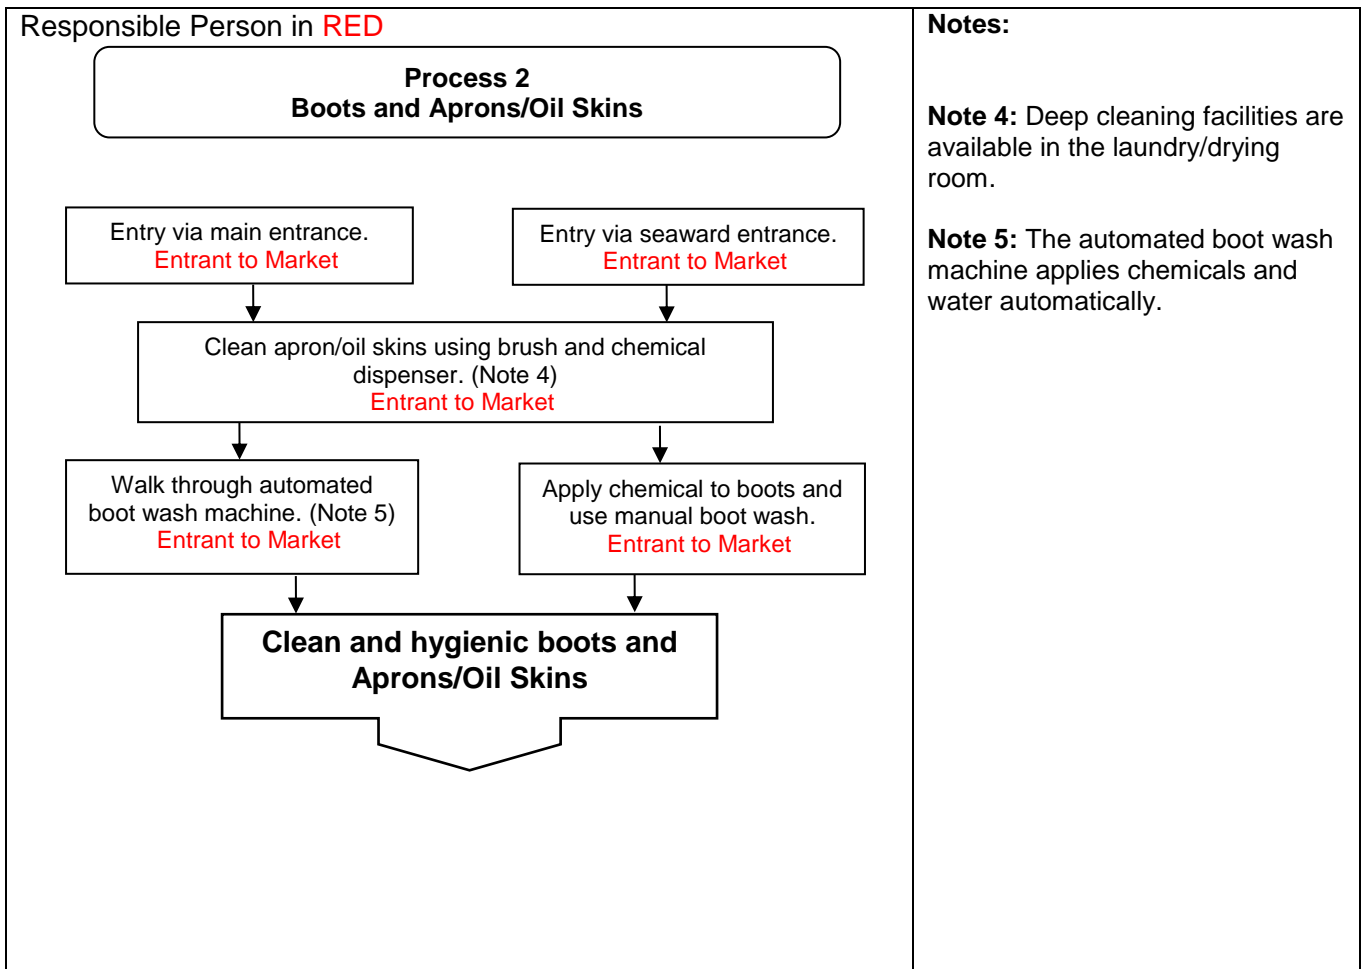 Responsible Person in RED
Process 2
Boots and Aprons/Oil Skins
Entry via main entrance.
Entrant to Market
Entry via seaward entrance.
Entrant to Market
Clean apron/oil skins using brush and chemical
dispenser. (Note 4)
Entrant to Market
Walk through automated
boot wash machine. (Note 5)
Entrant to Market
Apply chemical to boots and
use manual boot wash.
Entrant to Market
Clean and hygienic boots and
Aprons/Oil Skins
Notes:
Note 4: Deep cleaning facilities are
available in the laundry/drying
room.
Note 5: The automated boot wash
machine applies chemicals and
water automatically.